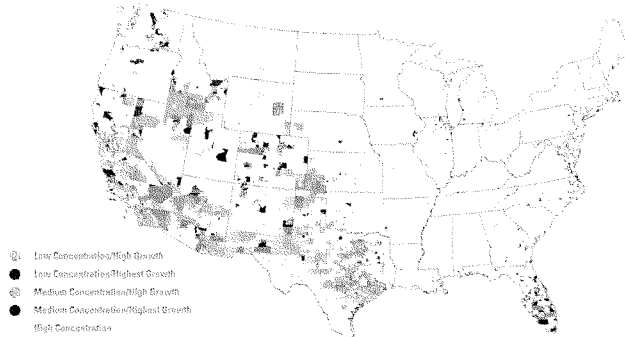 Low Concentration/High Growth
Low Concentration/Highest Growth
Medium Concentration/High Growth
Medium Concentration/Highest Growth
High Concentration